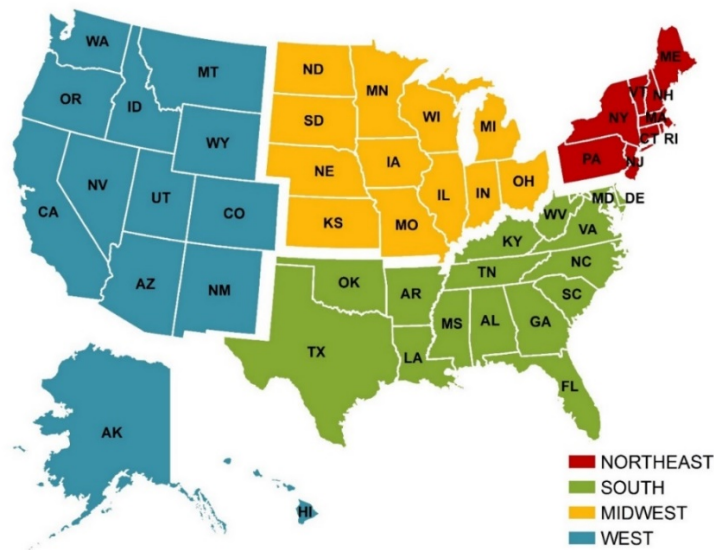 WA
MT
ND
MN
ME
VT
NH
OR
ID
WY
SD
WI
MI
NY
MA
CT RI
NE
IA
PA
NJ
NV
UT
CO
IL
IN
OH
CA
KS
MO
WV
MD
DE
KY
VA
AZ
NM
OK
AR
TN
NC
SC
MS
AL
GA
TX
LA
FL
AK
HI
NORTHEAST
SOUTH
MIDWEST
WEST